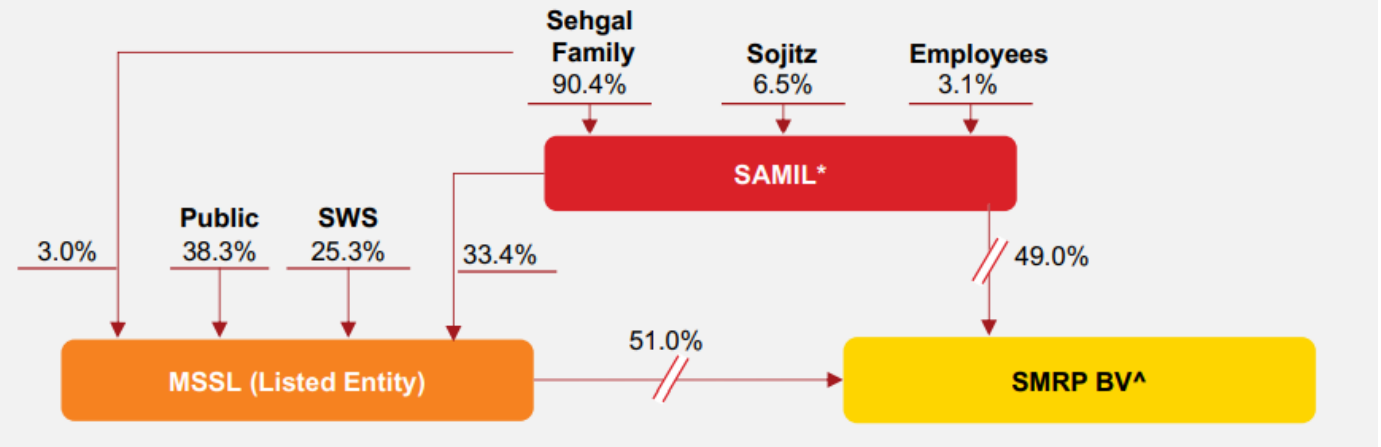 Sehgal
Family
90.4%
Sojitz
6.5%
Employees
3.1%
SAMIL*
3.0%
Public
38.3%
SWS
25.3%
33.4%
49.0%
51.0%
MSSL (Listed Entity)
SMRP BV^